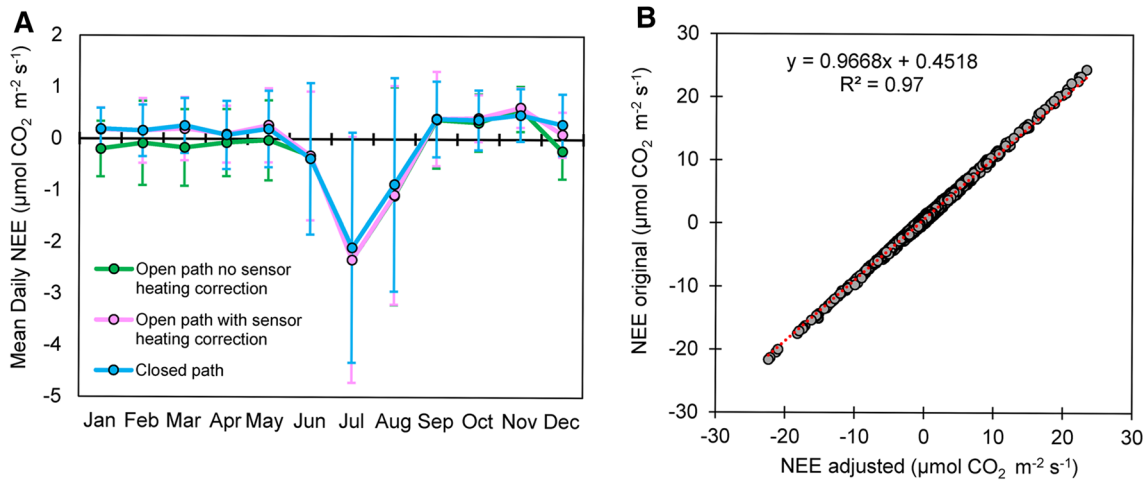 A
Mean Daily NEE (µmol CO₂ m⁻² s⁻¹)
2
1
0
-1
-2
-3
-4
-5
Open path no sensor
heating correction
Open path with sensor
heating correction
Closed path
Jan Feb Mar Apr May Jun Jul Aug Sep Oct Nov Dec
B
NEE original (µmol CO₂ m⁻² s⁻¹)
30
20
10
0
-10
-20
-30
y = 0.9668x + 0.4518
R² = 0.97
-30 -20 -10 0 10 20 30
NEE adjusted (µmol CO₂ m⁻² s⁻¹)